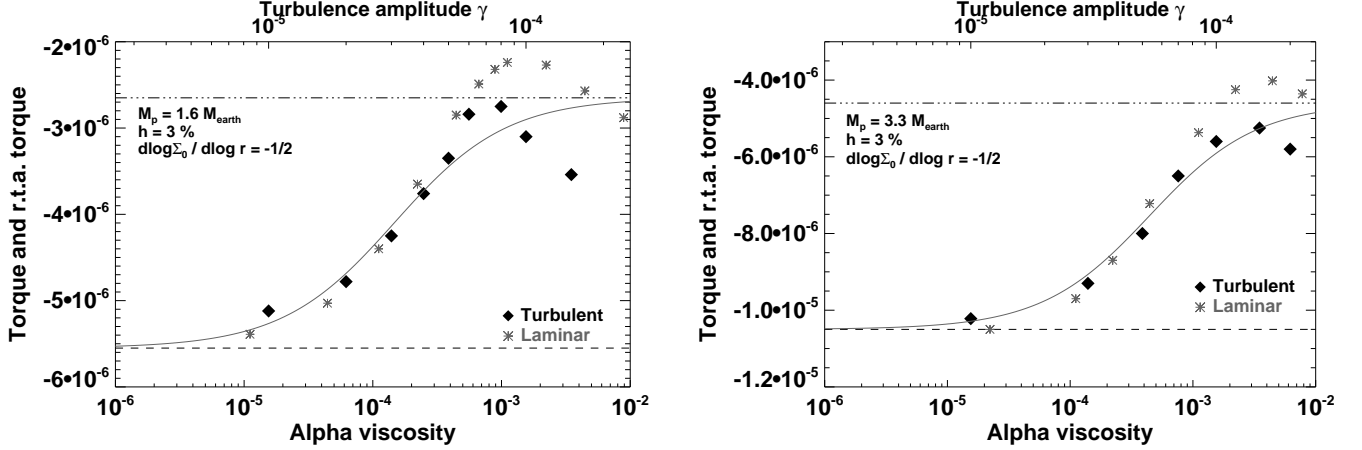 Turbulence amplitude γ
10⁻⁵ 10⁻⁴
-2•10⁻⁶
-3•10⁻⁶
-4•10⁻⁶
-5•10⁻⁶
-6•10⁻⁶
Torque and r.t.a. torque
Mₚ = 1.6 M_earth
h = 3 %
dlogΣ₀ / dlog r = -1/2
Turbulent
Laminar
10⁻⁶ 10⁻⁵ 10⁻⁴ 10⁻³ 10⁻²
Alpha viscosity
Turbulence amplitude γ
10⁻⁵ 10⁻⁴
-4.0•10⁻⁶
-6.0•10⁻⁶
-8.0•10⁻⁶
-1.0•10⁻⁵
-1.2•10⁻⁵
Torque and r.t.a. torque
Mₚ = 3.3 M_earth
h = 3 %
dlogΣ₀ / dlog r = -1/2
Turbulent
Laminar
10⁻⁶ 10⁻⁵ 10⁻⁴ 10⁻³ 10⁻²
Alpha viscosity